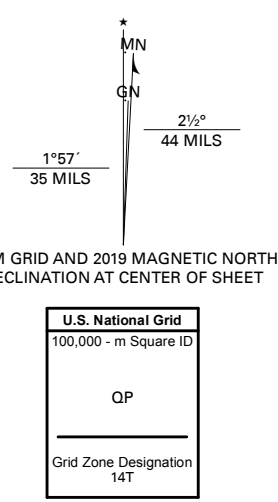 MN
GN
2½°
44 MILS
1°57´
35 MILS
GRID AND 2019 MAGNETIC NORTH
AT CENTER OF SHEET
U.S. National Grid
100,000 - m Square ID
QP
Grid Zone Designation
14T